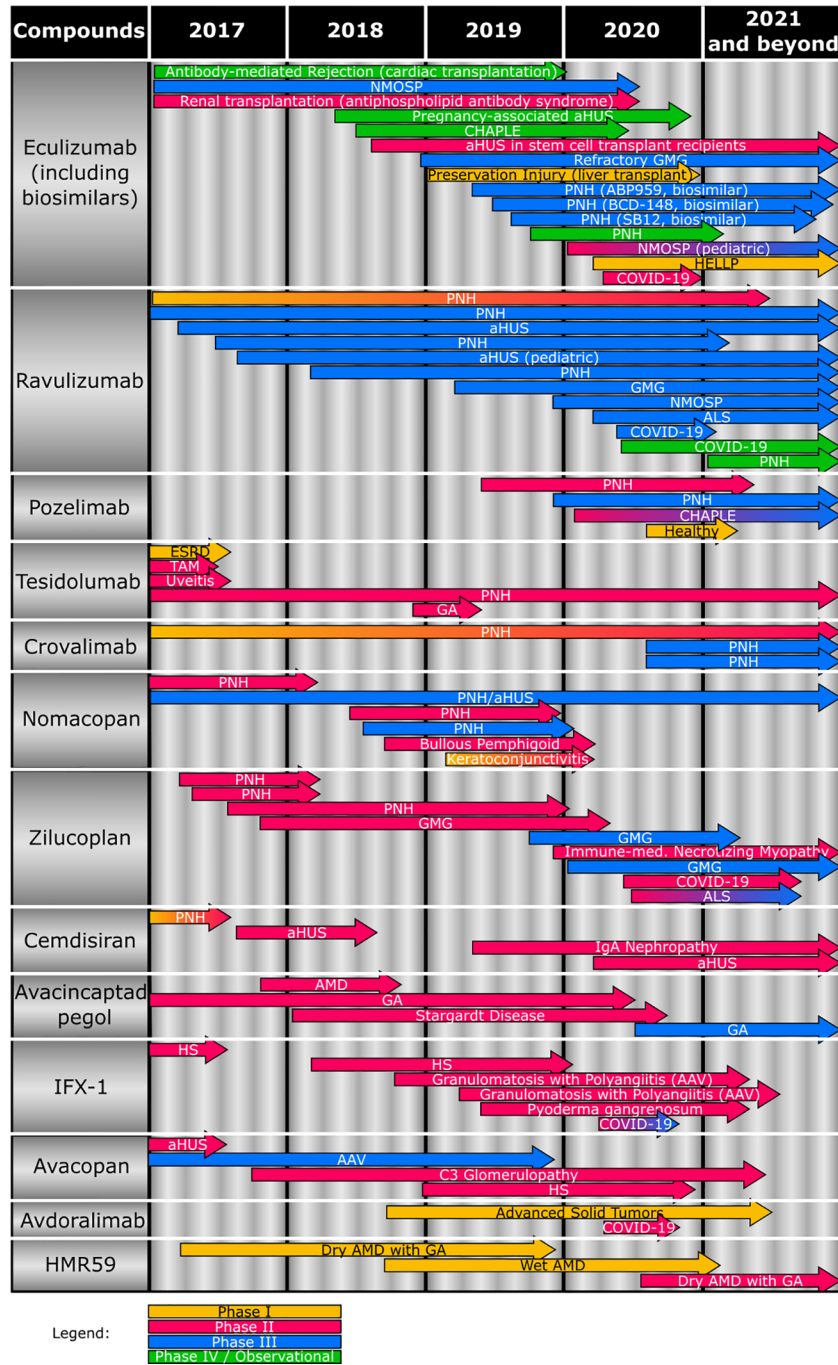 Compounds 2017 2018 2019 2020 2021
and beyond
Eculizumab
(including
biosimilars)
Antibody-mediated Rejection (cardiac transplantation)
NMOSP
Renal transplantation (antiphospholipid antibody syndrome)
Pregnancy-associated aHUS
CHAPLE
aHUS in stem cell transplant recipients
Refractory GMG
Preservation Injury (liver transplant)
PNH (ABP959, biosimilar)
PNH (BCD-148, biosimilar)
PNH (SB12, biosimilar)
PNH
NMOSP (pediatric)
HELLP
COVID-19
Ravulizumab
PNH
PNH
aHUS
PNH
aHUS (pediatric)
PNH
GMG
NMOSP
ALS
COVID-19
COVID-19
PNH
Pozelimab
PNH
PNH
CHAPLE
Healthy
Tesidolumab
ESRD
TAM
Uveitis
PNH
GA
Crovalimab
PNH
PNH
PNH
Nomacopan
PNH
PNH/aHUS
PNH
PNH
Bullous Pemphigoid
Keratoconjunctivitis
Zilucoplan
PNH
PNH
PNH
GMG
GMG
Immune-med. Necrotizing Myopathy
GMG
COVID-19
ALS
Cemdisiran
PNH
aHUS
IgA Nephropathy
aHUS
Avacincaptad
pegol
AMD
GA
Stargardt Disease
GA
IFX-1
HS
HS
Granulomatosis with Polyangiitis (AAV)
Granulomatosis with Polyangiitis (AAV)
Pyoderma gangrenosum
COVID-19
Avacopan
aHUS
AAV
C3 Glomerulopathy
HS
Avdoralimab
Advanced Solid Tumors
COVID-19
HMR59
Dry AMD with GA
Wet AMD
Dry AMD with GA
Legend:
Phase I
Phase II
Phase III
Phase IV / Observational